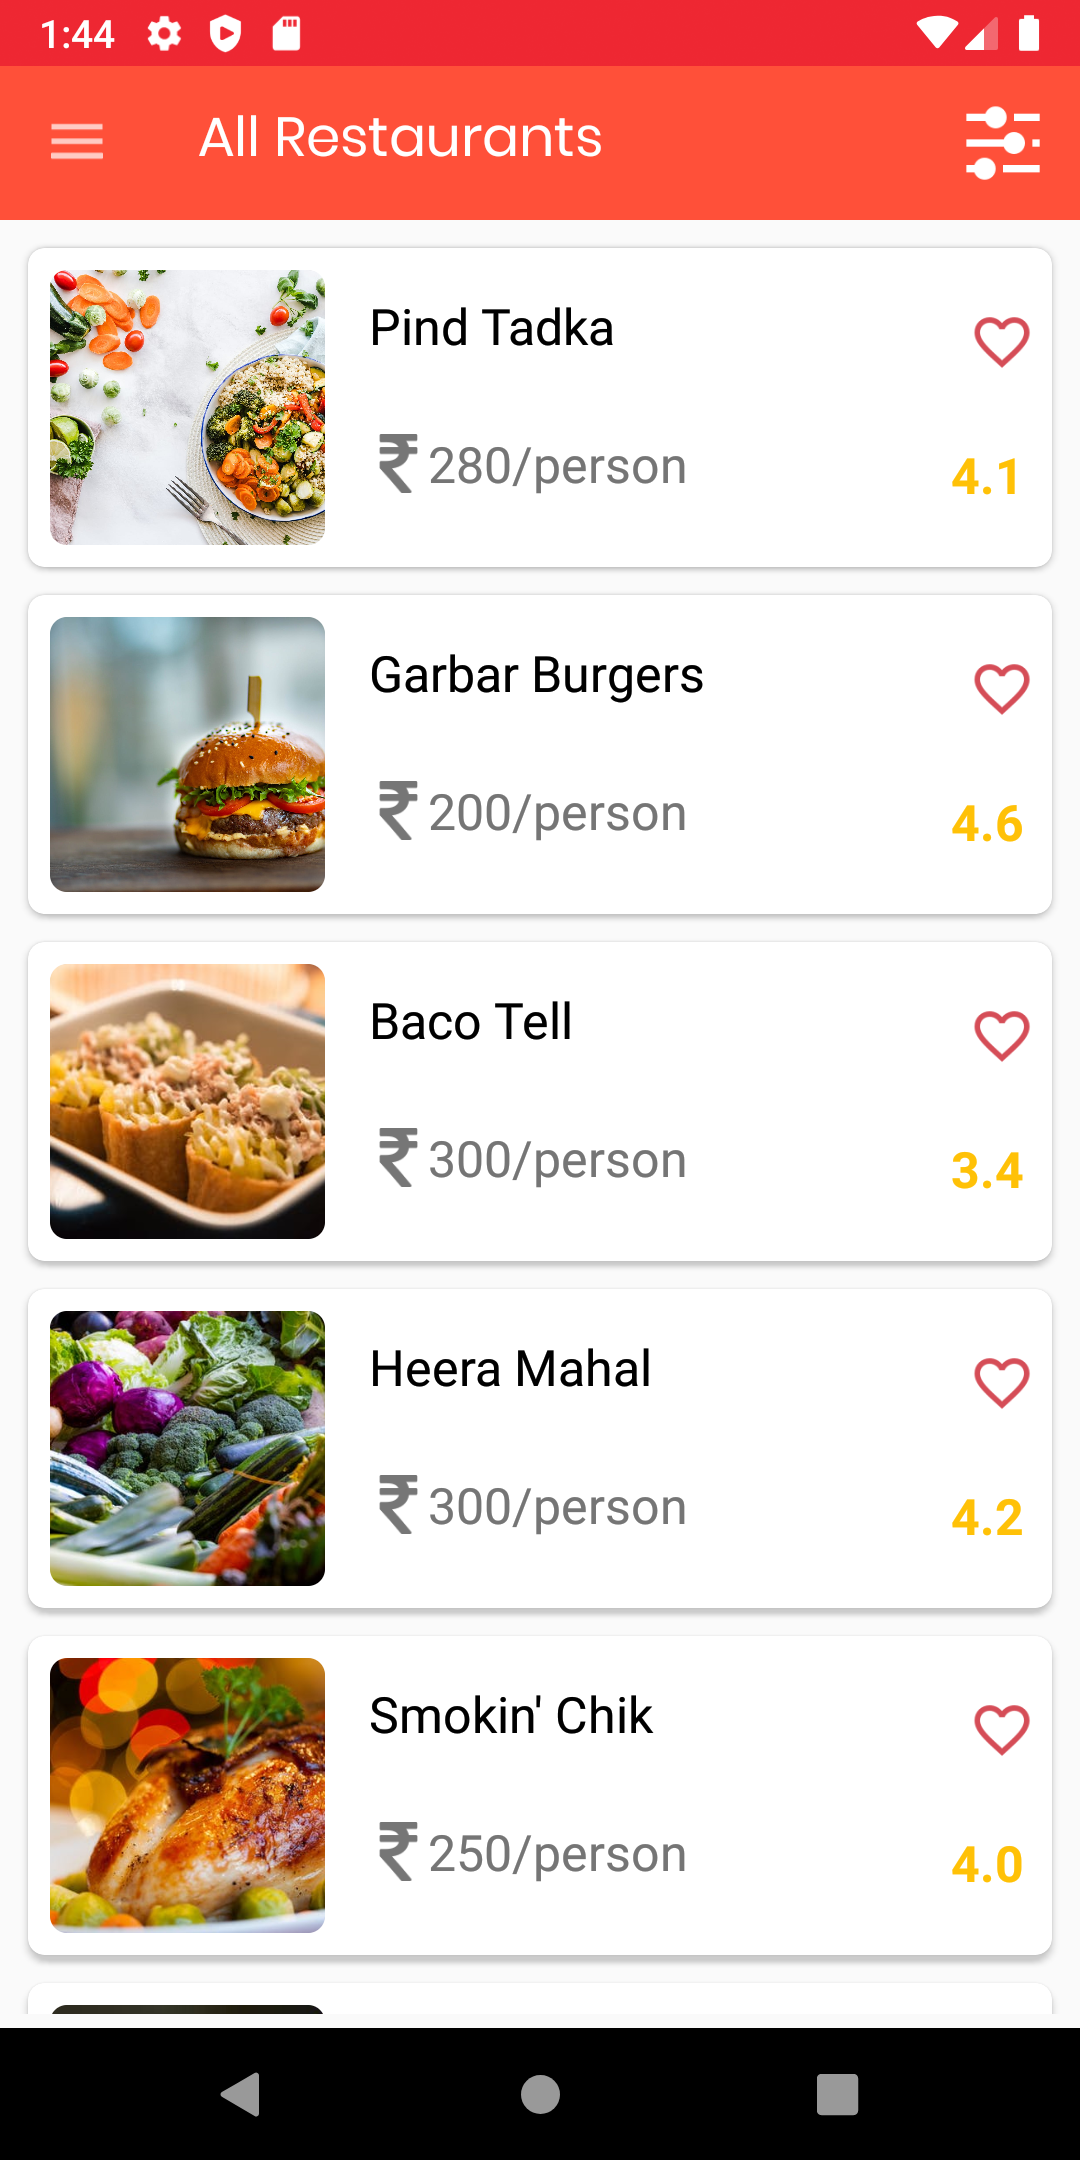 1:44
All Restaurants
Pind Tadka
₹ 280/person
4.1
Garbar Burgers
₹ 200/person
4.6
Baco Tell
₹ 300/person
3.4
Heera Mahal
₹ 300/person
4.2
Smokin' Chik
₹ 250/person
4.0